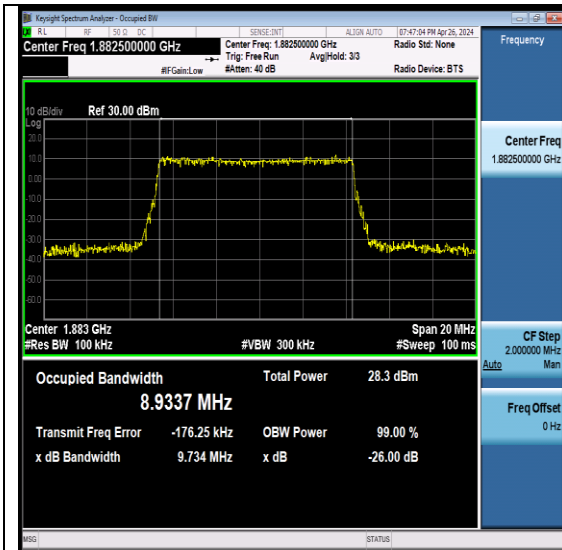 Keysight Spectrum Analyzer - Occupied BW
RL RF 50 Ω DC SENSE:INT ALIGN AUTO 07:47:04 PM Apr 26, 2024
Center Freq 1.882500000 GHz
Center Freq: 1.882500000 GHz
Radio Std: None
Trig: Free Run Avg|Hold: 3/3
#IFGain:Low
#Atten: 40 dB
Radio Device: BTS
10 dB/div Ref 30.00 dBm
Log
20.0
10.0
0.00
-10.0
-20.0
-30.0
-40.0
-50.0
-60.0
Center 1.883 GHz Span 20 MHz
#Res BW 100 kHz #VBW 300 kHz #Sweep 100 ms
Occupied Bandwidth Total Power 28.3 dBm
8.9337 MHz
Transmit Freq Error -176.25 kHz OBW Power 99.00 %
x dB Bandwidth 9.734 MHz x dB -26.00 dB
MSG STATUS
Frequency
Center Freq
1.882500000 GHz
CF Step
2.000000 MHz
Auto Man
Freq Offset
0 Hz